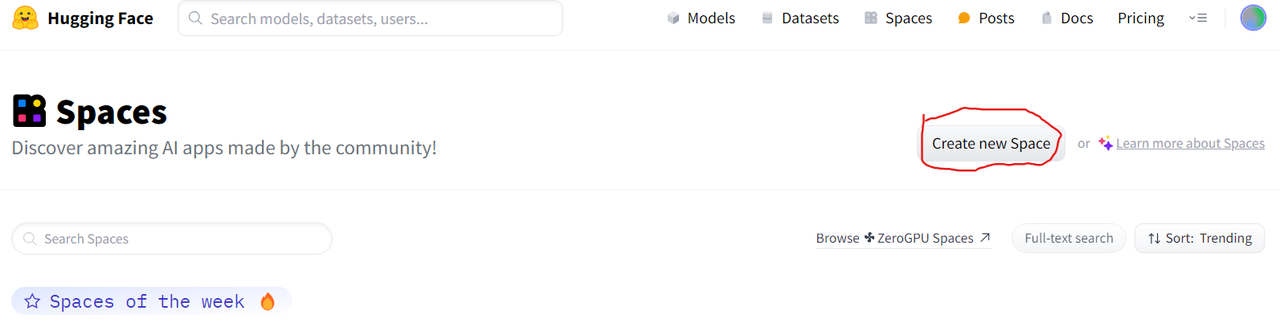 Hugging Face Search models, datasets, users... Models Datasets Spaces Posts Docs Pricing
Spaces
Discover amazing AI apps made by the community!
Create new Space or Learn more about Spaces
Search Spaces Browse ZeroGPU Spaces Full-text search Sort: Trending
Spaces of the week